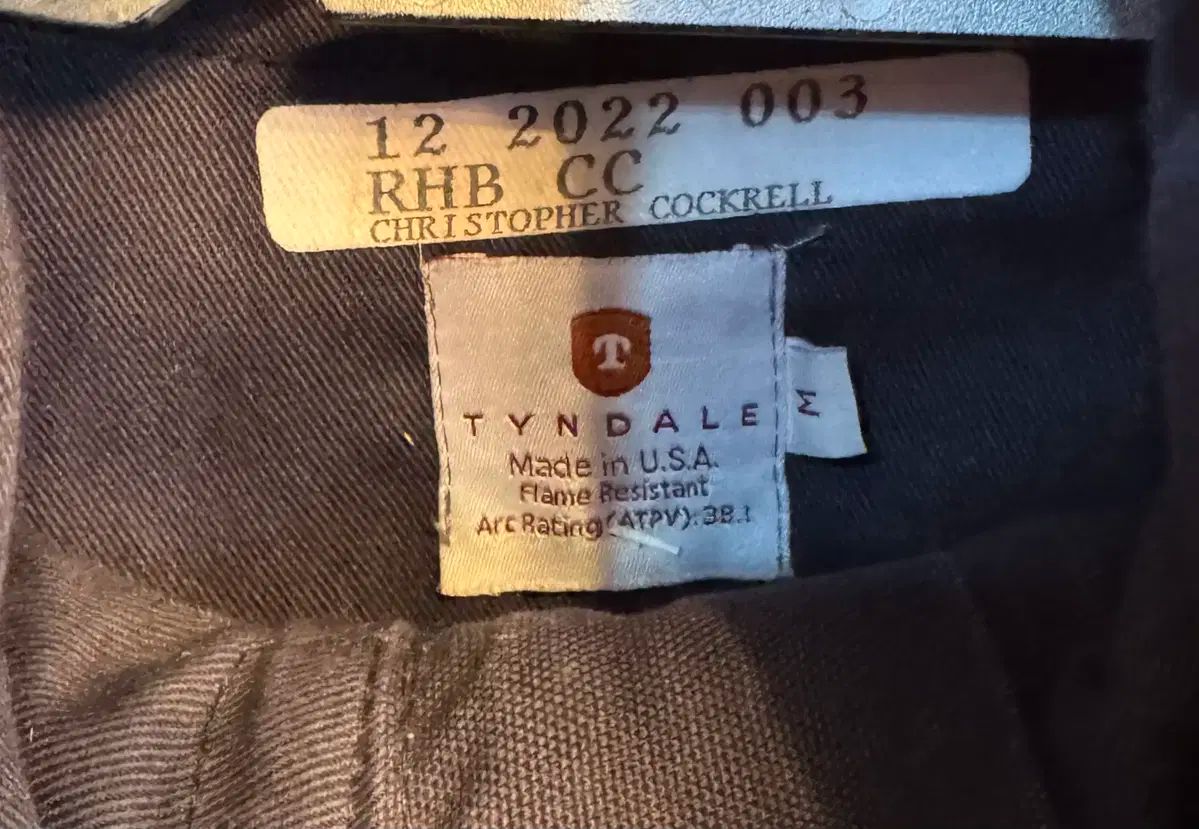 12 2022 003
RHB CC
CHRISTOPHER COCKRELL
T
TYNDALE
M
Made in U.S.A.
Flame Resistant
Arc Rating (ATPV): 38.1